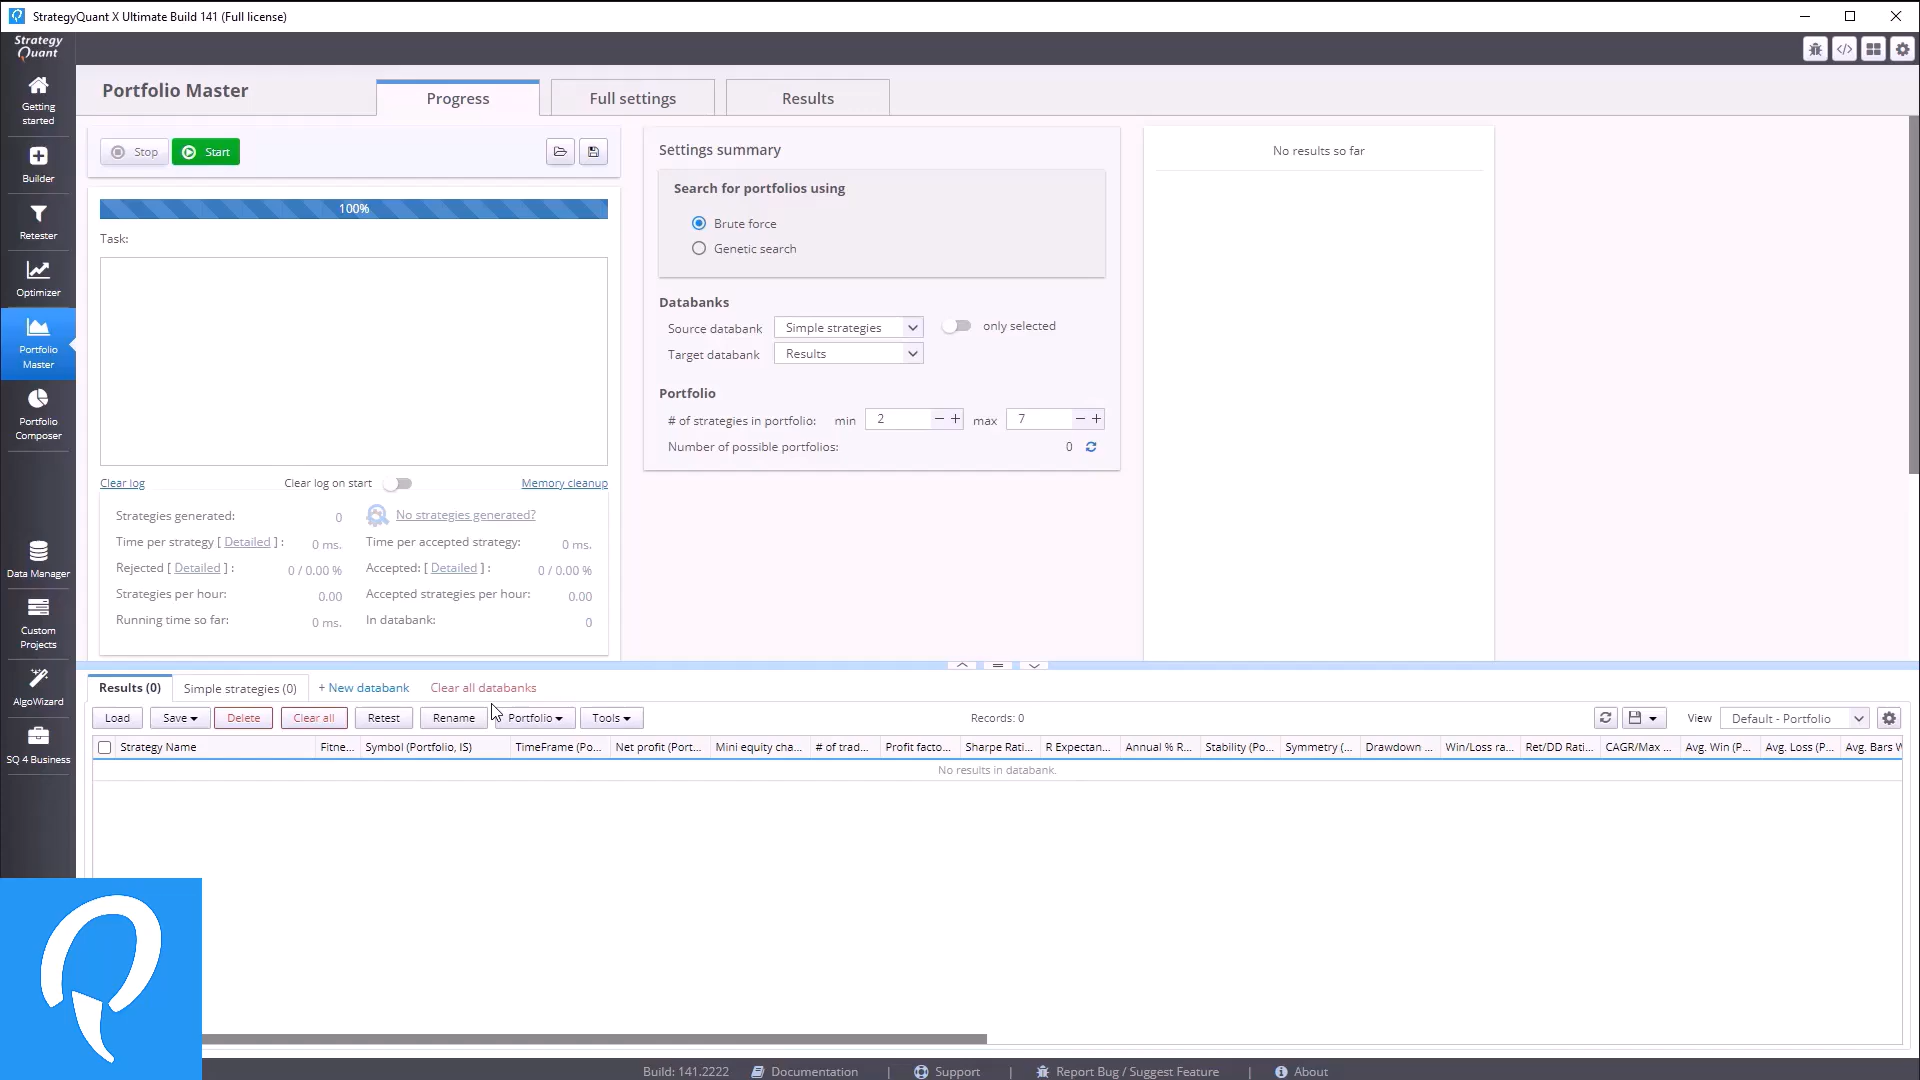 StrategyQuant X Ultimate Build 141 (Full license)
Strategy
Quant
Getting
started
Builder
Retester
Optimizer
Portfolio
Master
Portfolio
Composer
Data Manager
Custom
Projects
AlgoWizard
SQ 4 Business
Portfolio Master
Progress
Full settings
Results
Stop
Start
100%
Task:
Clear log
Clear log on start
Memory cleanup
Strategies generated: 0
No strategies generated?
Time per strategy [ Detailed ] : 0 ms.
Time per accepted strategy: 0 ms.
Rejected [ Detailed ] : 0 / 0.00 %
Accepted: [ Detailed ] : 0 / 0.00 %
Strategies per hour: 0.00
Accepted strategies per hour: 0.00
Running time so far: 0 ms.
In databank: 0
Settings summary
Search for portfolios using
Brute force
Genetic search
Databanks
Source databank Simple strategies only selected
Target databank Results
Portfolio
# of strategies in portfolio: min 2 − + max 7 − +
Number of possible portfolios: 0
No results so far
Results (0) Simple strategies (0) + New databank Clear all databanks
Load Save Delete Clear all Retest Rename Portfolio Tools Records: 0 View Default - Portfolio
Strategy Name Fitne... Symbol (Portfolio, IS) TimeFrame (Po... Net profit (Port... Mini equity cha... # of trad... Profit facto... Sharpe Rati... R Expectan... Annual % R... Stability (Po... Symmetry (... Drawdown ... Win/Loss ra... Ret/DD Rati... CAGR/Max ... Avg. Win (P... Avg. Loss (P... Avg. Bars W
No results in databank.
Build: 141.2222 Documentation | Support | Report Bug / Suggest Feature | About